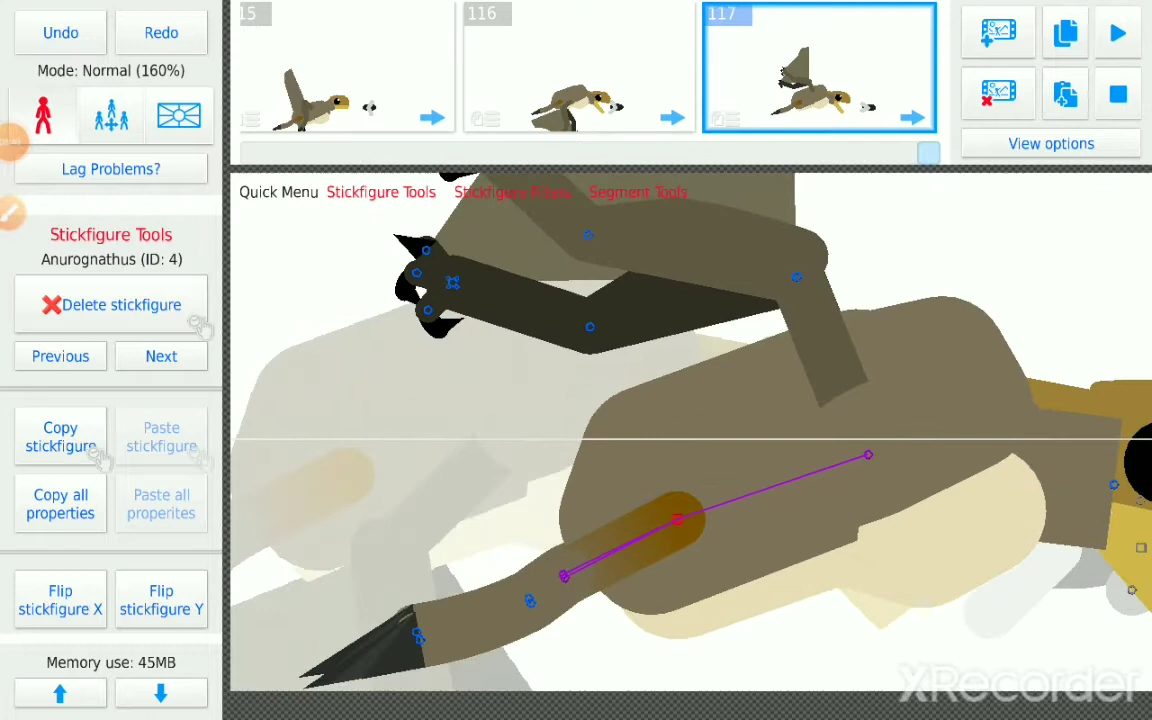 Undo
Redo
Mode: Normal (160%)
Lag Problems?
Stickfigure Tools
Anurognathus (ID: 4)
❌Delete stickfigure
Previous
Next
Copy
stickfigure
Paste
stickfigure
Copy all
properties
Paste all
properites
Flip
stickfigure X
Flip
stickfigure Y
Memory use: 45MB
15
116
117
View options
Quick Menu Stickfigure Tools Stickfigure Filters Segment Tools
XRecorder